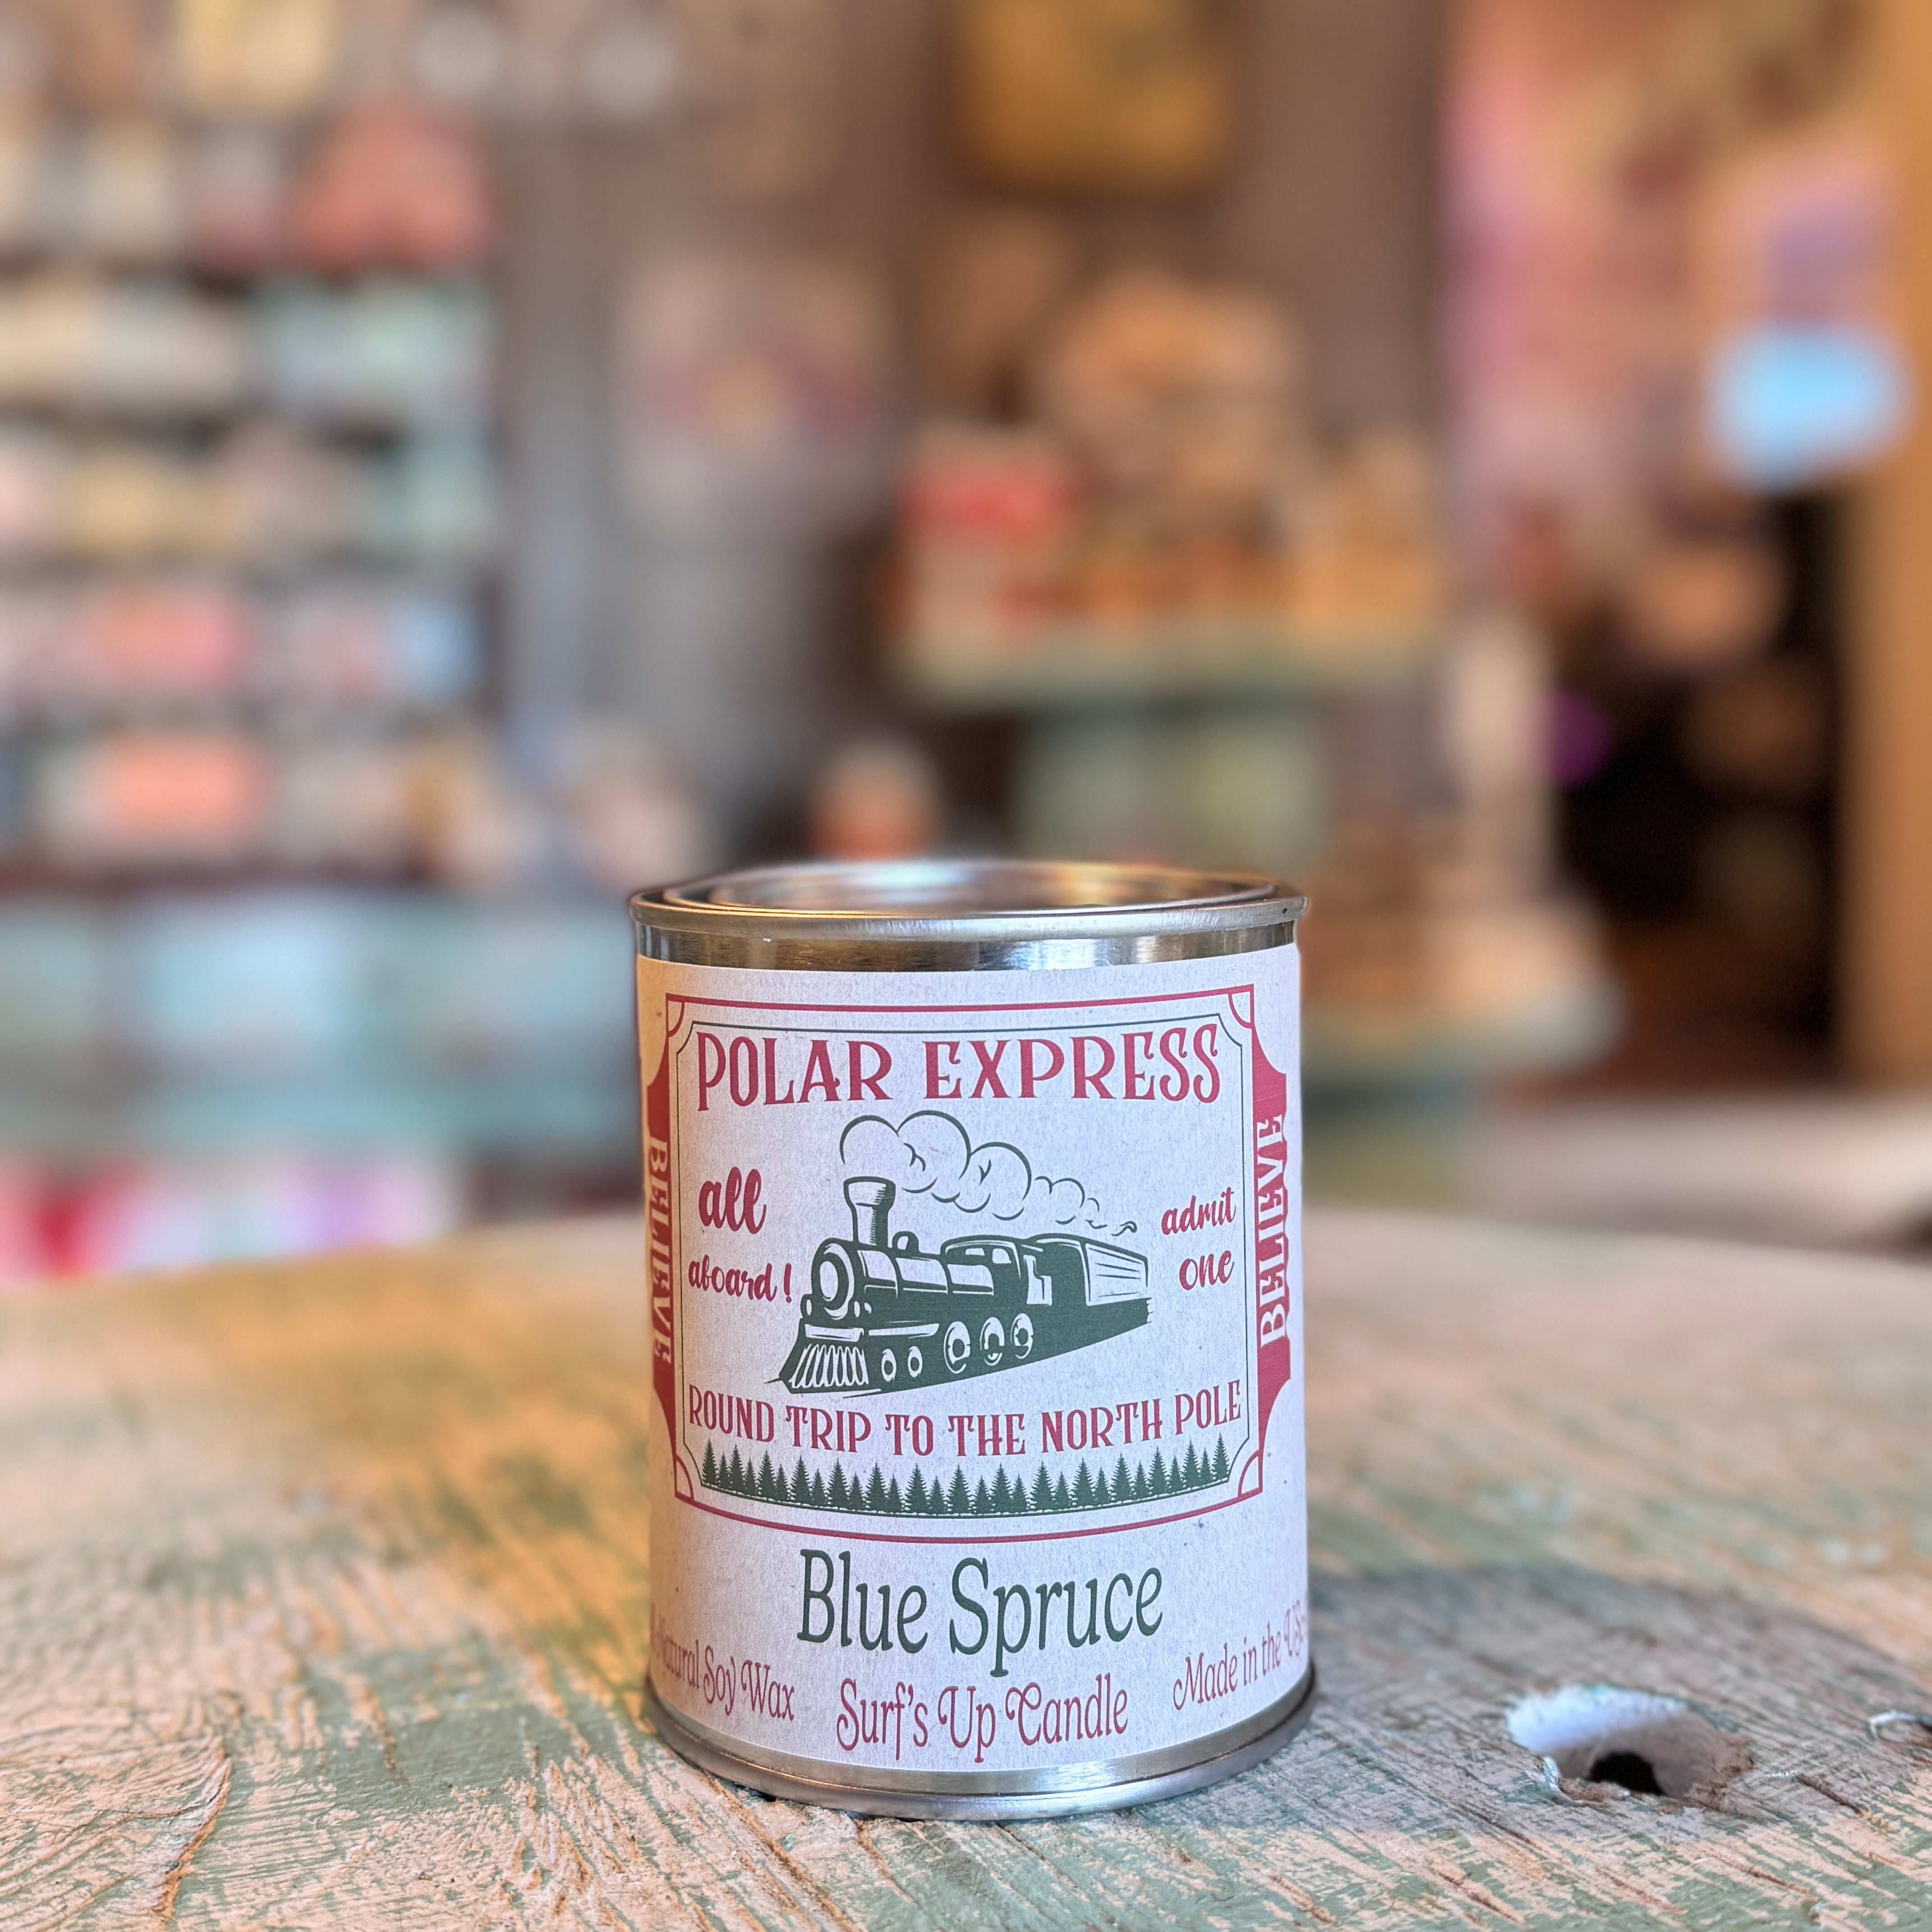 POLAR EXPRESS
BELIEVE
all
aboard!
admit
one
BELIEVE
ROUND TRIP TO THE NORTH POLE
Blue Spruce
Natural Soy Wax
Surf's Up Candle
Made in the